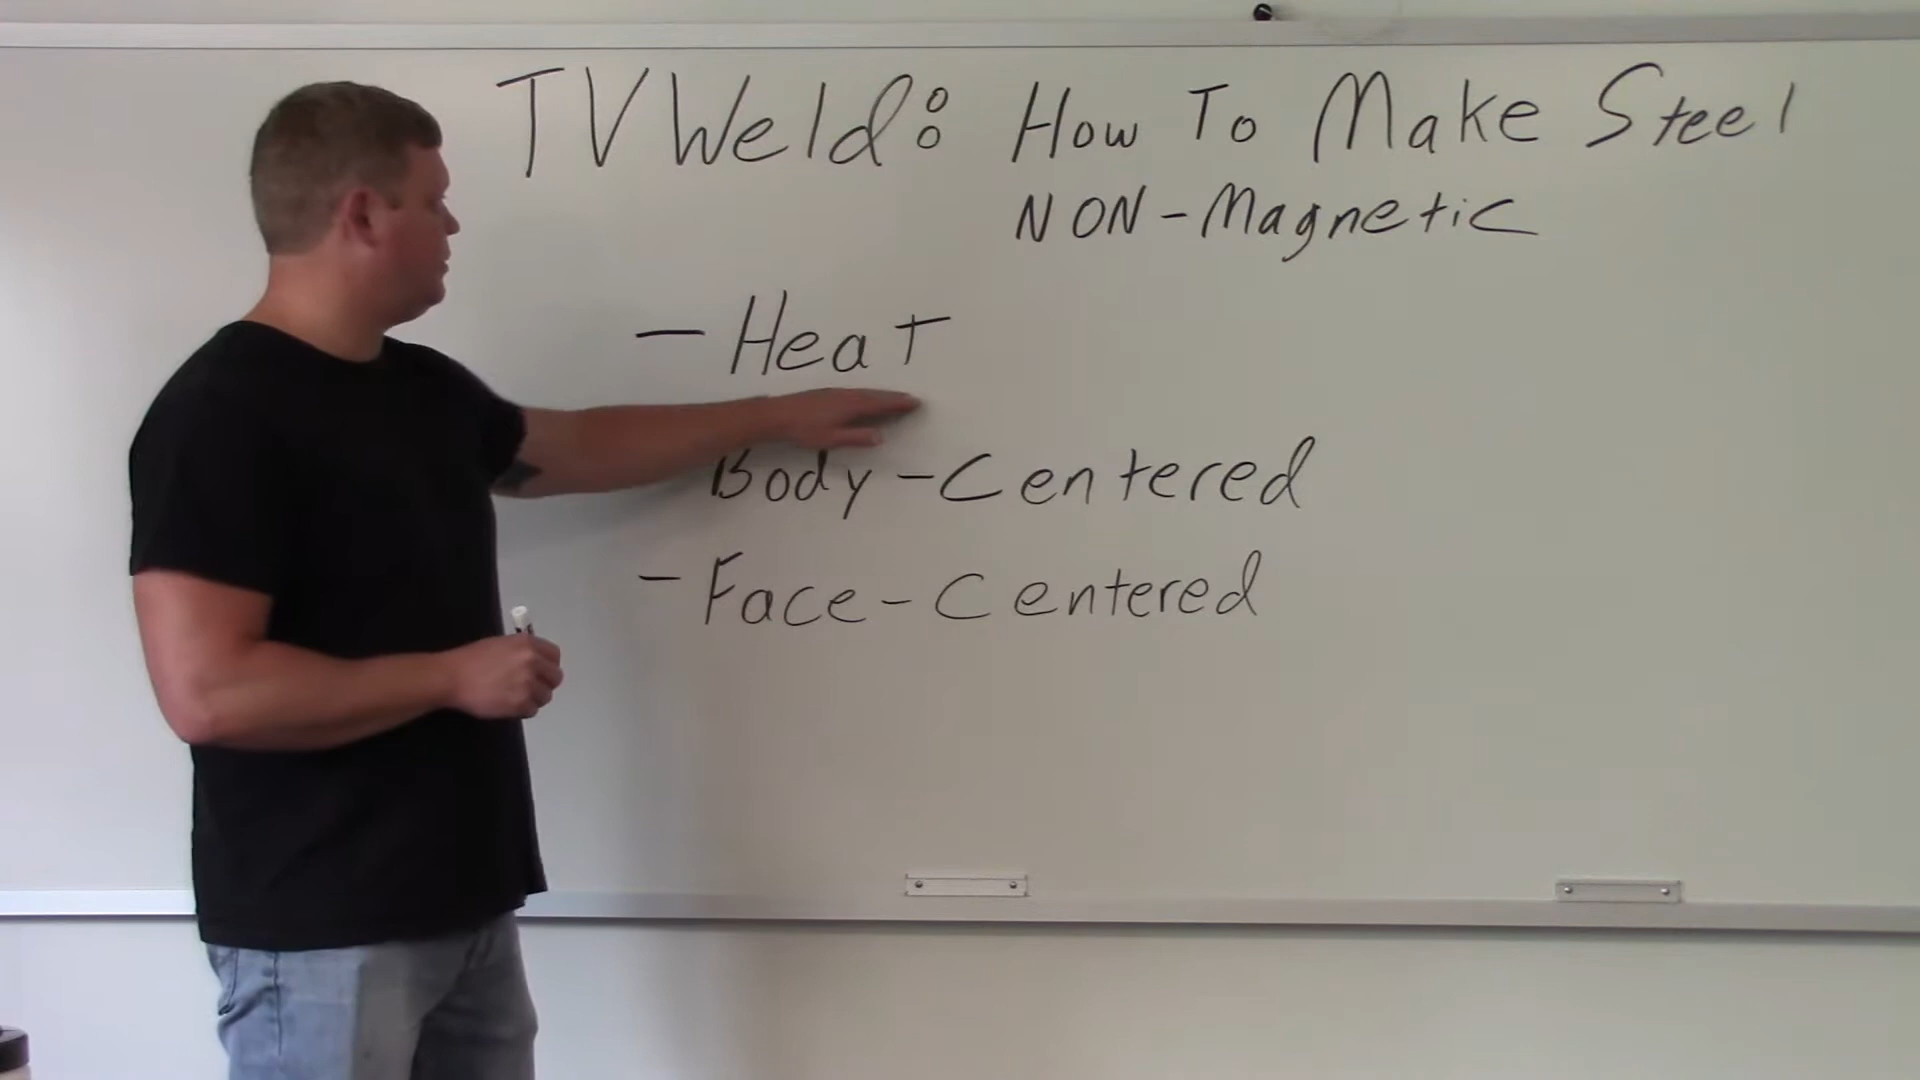 TV Weld: How To Make Steel
NON-Magnetic
- Heat
Body-Centered
- Face-Centered